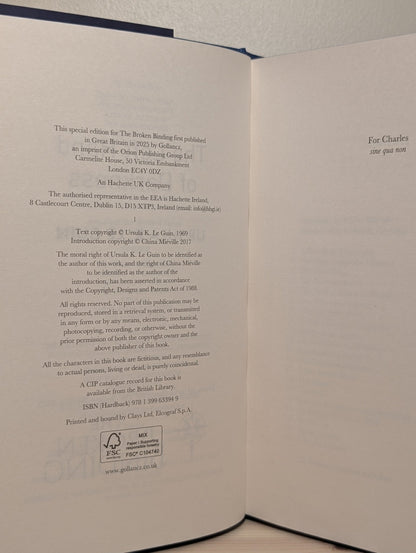 This special edition for The Broken Binding first published
in Great Britain in 2025 by Gollancz,
an imprint of the Orion Publishing Group Ltd
Carmelite House, 50 Victoria Embankment
London EC4Y 0DZ
An Hachette UK Company
The authorised representative in the EEA is Hachette Ireland,
8 Castlecourt Centre, Dublin 15, D15 XTP3, Ireland (email: info@hbgi.ie)
1
Text copyright © Ursula K. Le Guin, 1969
Introduction copyright © China Miéville 2017
The moral right of Ursula K. Le Guin to be identified as
the author of this work, and the right of China Miéville
to be identified as the author of the
introduction, has been asserted in accordance
with the Copyright, Designs and Patents Act of 1988.
All rights reserved. No part of this publication may be
reproduced, stored in a retrieval system, or transmitted
in any form or by any means, electronic, mechanical,
photocopying, recording, or otherwise, without the
prior permission of both the copyright owner and the
above publisher of this book.
All the characters in this book are fictitious, and any resemblance
to actual persons, living or dead, is purely coincidental.
A CIP catalogue record for this book is
available from the British Library.
ISBN (Hardback) 978 1 399 63394 9
Printed and bound by Clays Ltd, Elcograf S.p.A.
FSC
www.fsc.org
MIX
Paper | Supporting
responsible forestry
FSC® C104740
www.gollancz.co.uk
For Charles
sine qua non